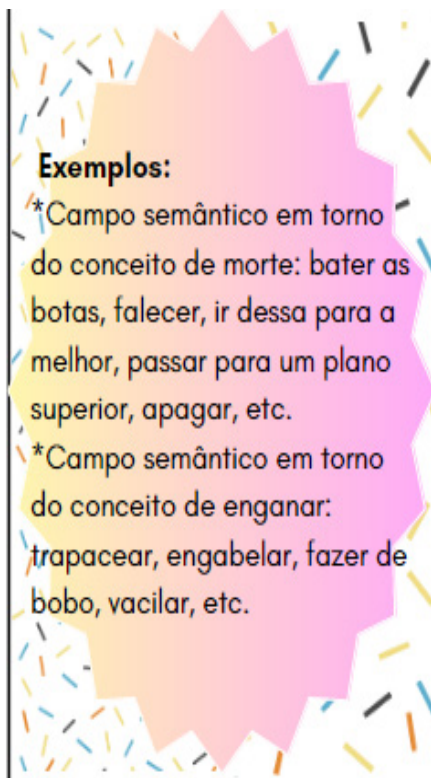 Exemplos:
*Campo semântico em torno
do conceito de morte: bater as
botas, falecer, ir dessa para a
melhor, passar para um plano
superior, apagar, etc.
*Campo semântico em torno
do conceito de enganar:
trapacear, engabelar, fazer de
bobo, vacilar, etc.